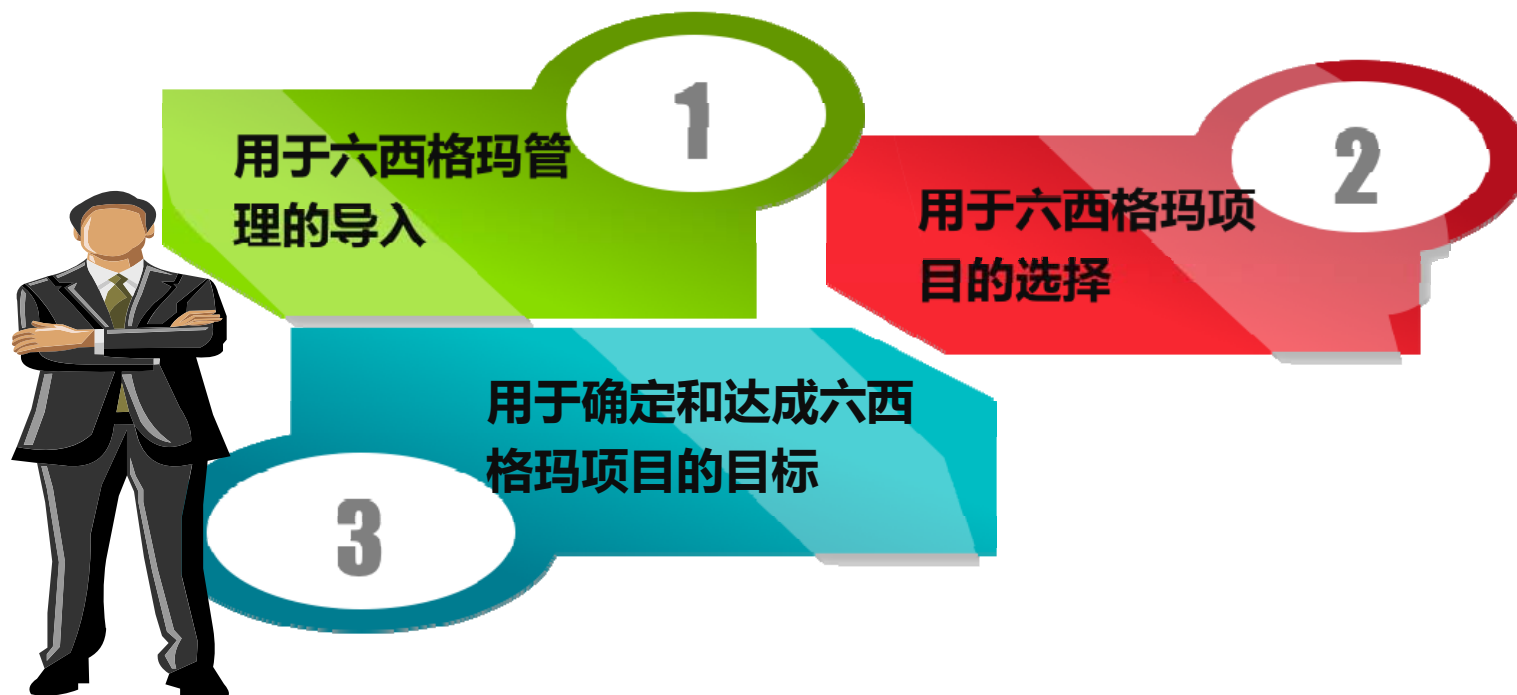 1
用于六西格玛管
理的导入
2
用于六西格玛项
目的选择
用于确定和达成六西
格玛项目的目标
3